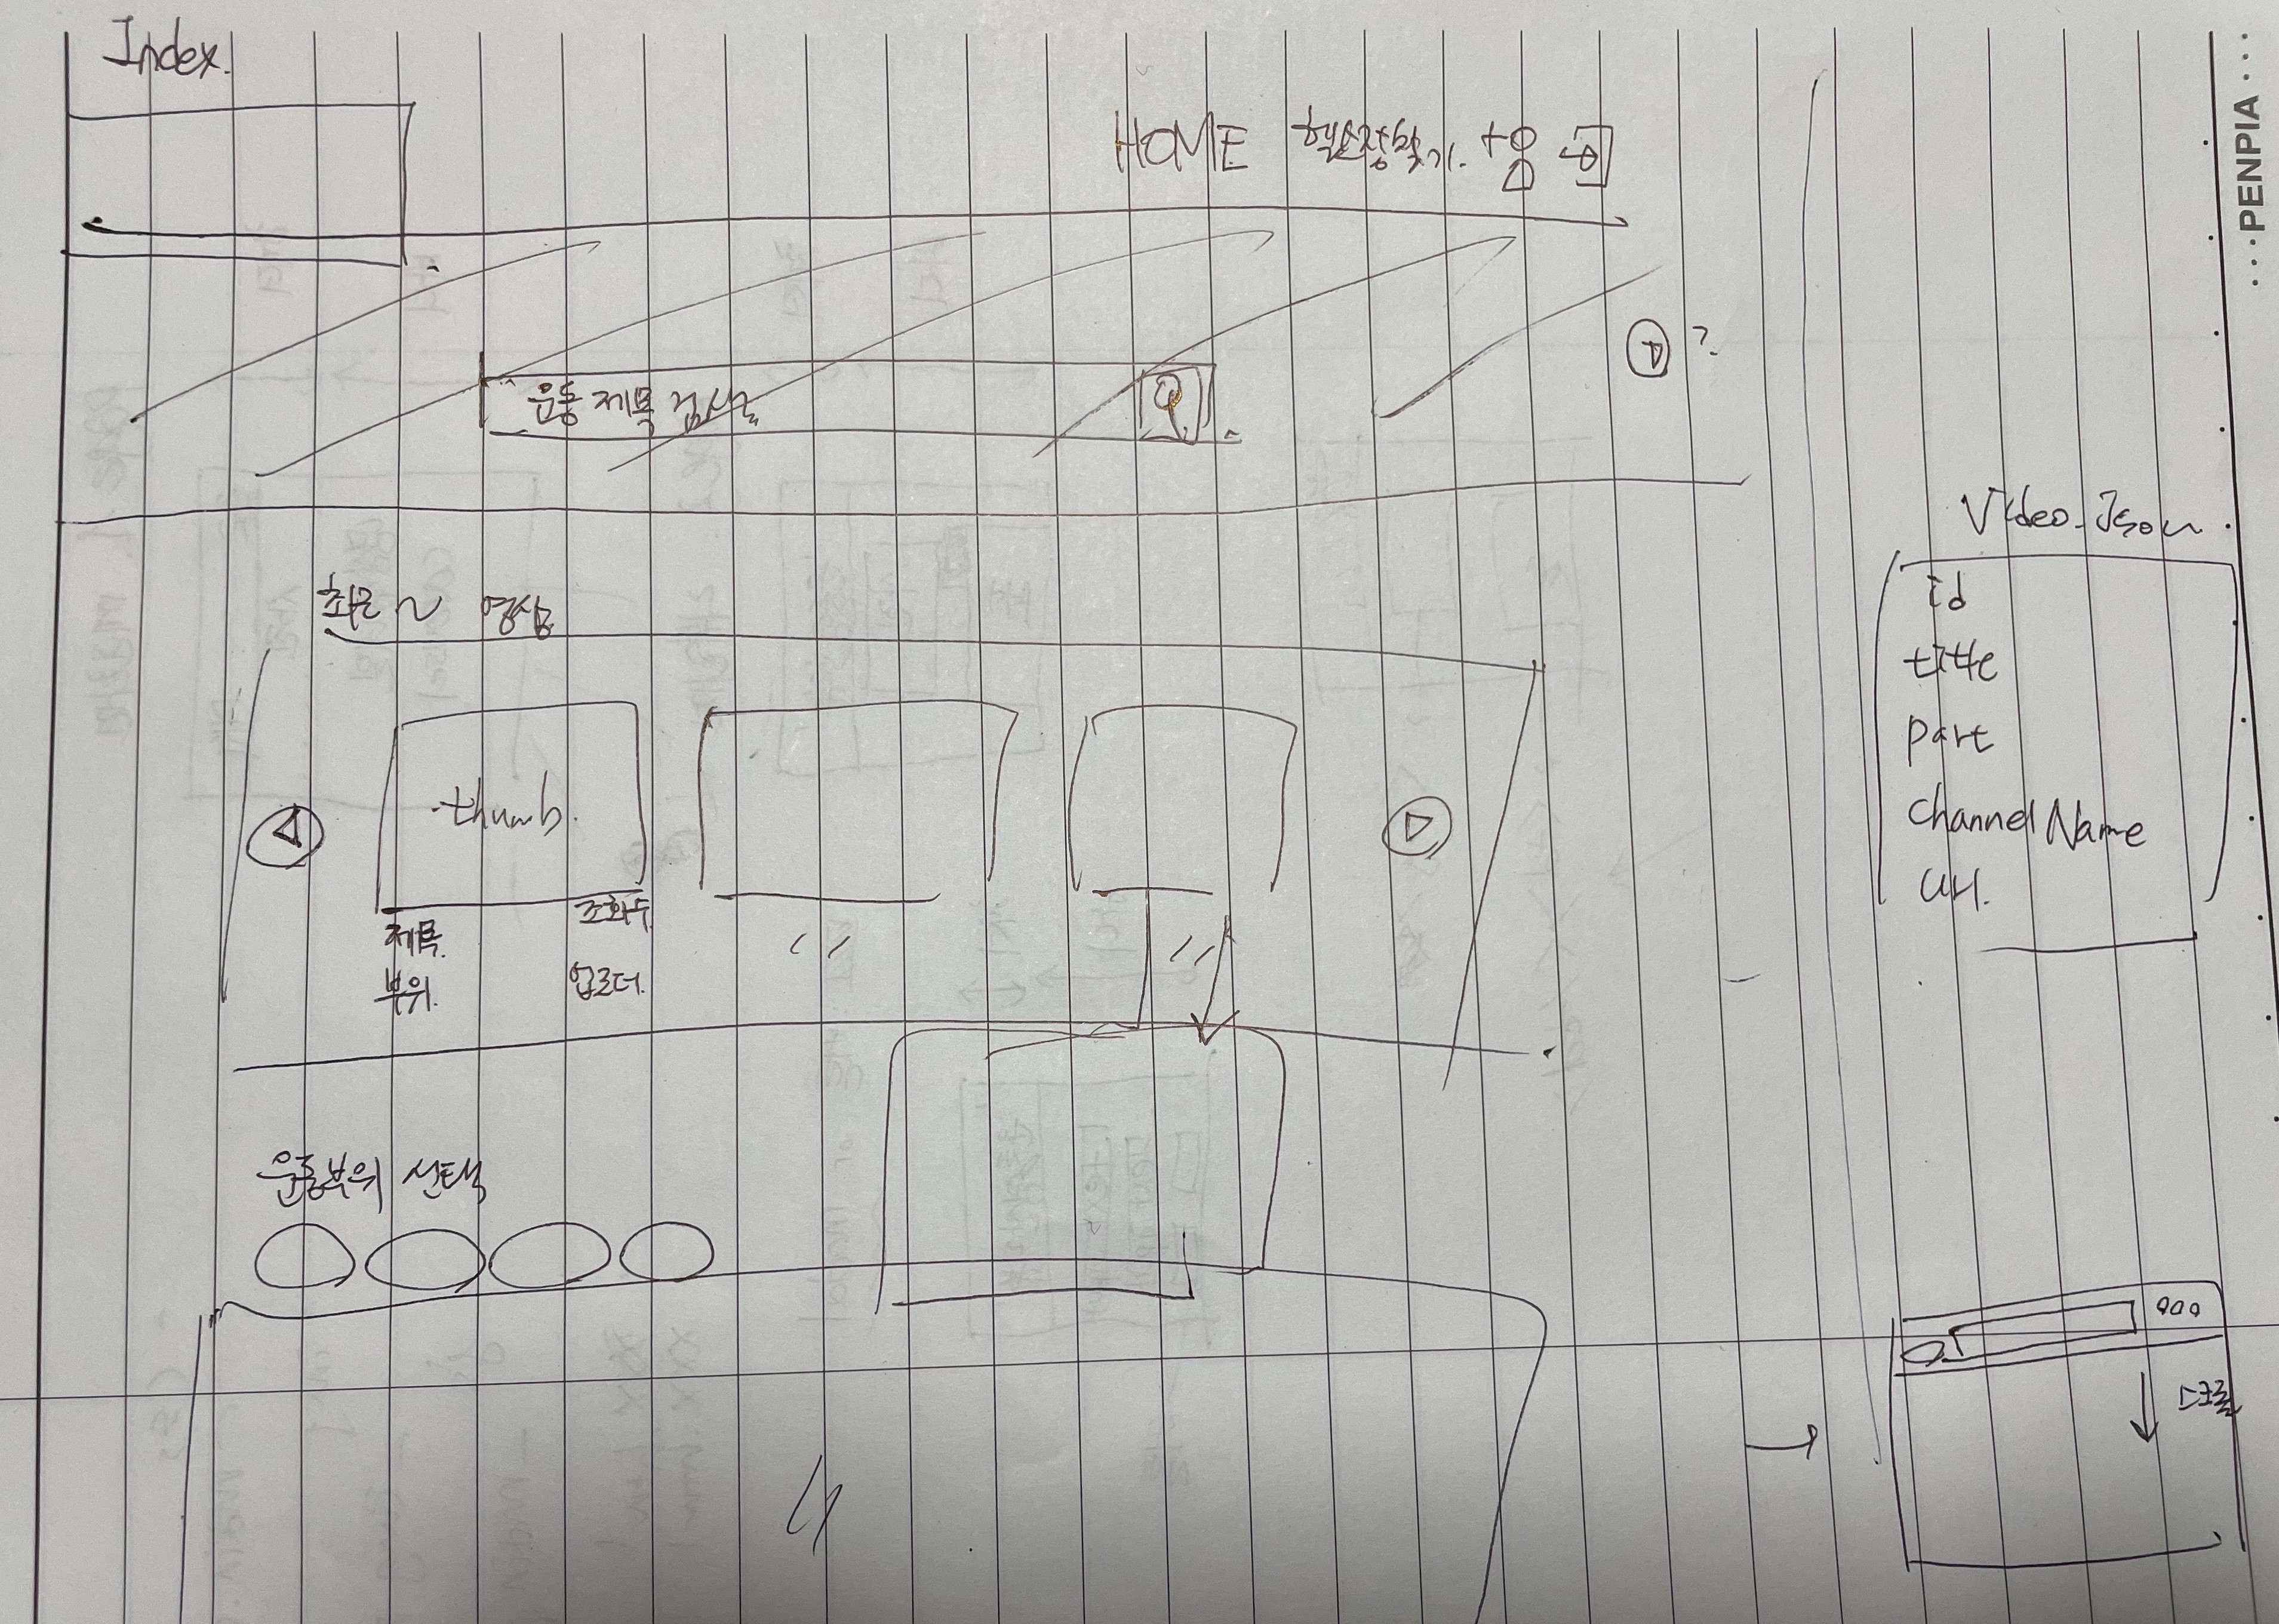 Index.
HOME 헬스장찾기.
운동 제목 검색
?
최근 ~ 영상
thumb.
제목. 조회수
부위. 업로더.
〃 〃
운동부위 선택
〃
Video_Json
id
title
part
channelName
url.
스크롤
PENPIA